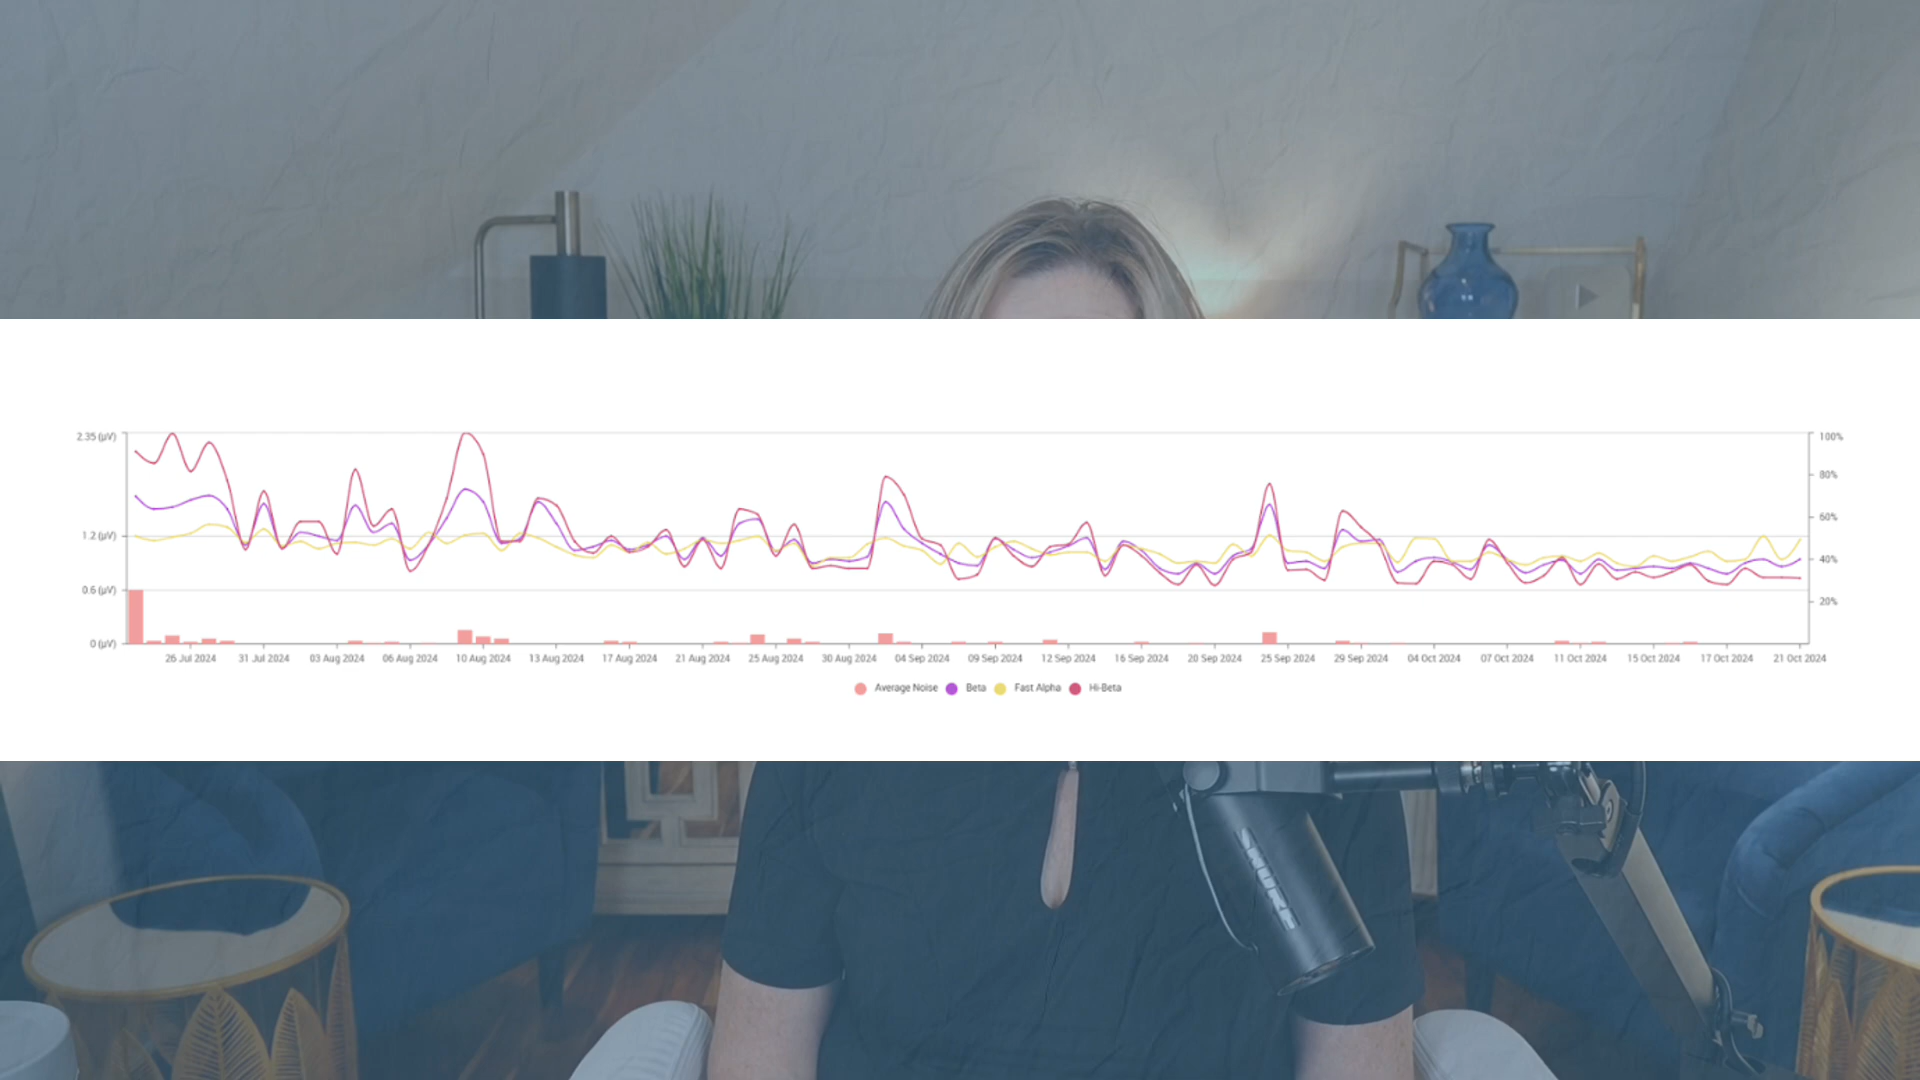 2.35 (µV)
100%
80%
60%
1.2 (µV)
40%
0.6 (µV)
20%
0 (µV)
26 Jul 2024 31 Jul 2024 03 Aug 2024 06 Aug 2024 10 Aug 2024 13 Aug 2024 17 Aug 2024 21 Aug 2024 25 Aug 2024 30 Aug 2024 04 Sep 2024 09 Sep 2024 12 Sep 2024 16 Sep 2024 20 Sep 2024 25 Sep 2024 29 Sep 2024 04 Oct 2024 07 Oct 2024 11 Oct 2024 15 Oct 2024 17 Oct 2024 21 Oct 2024
Average Noise Beta Fast Alpha Hi-Beta
SHURE